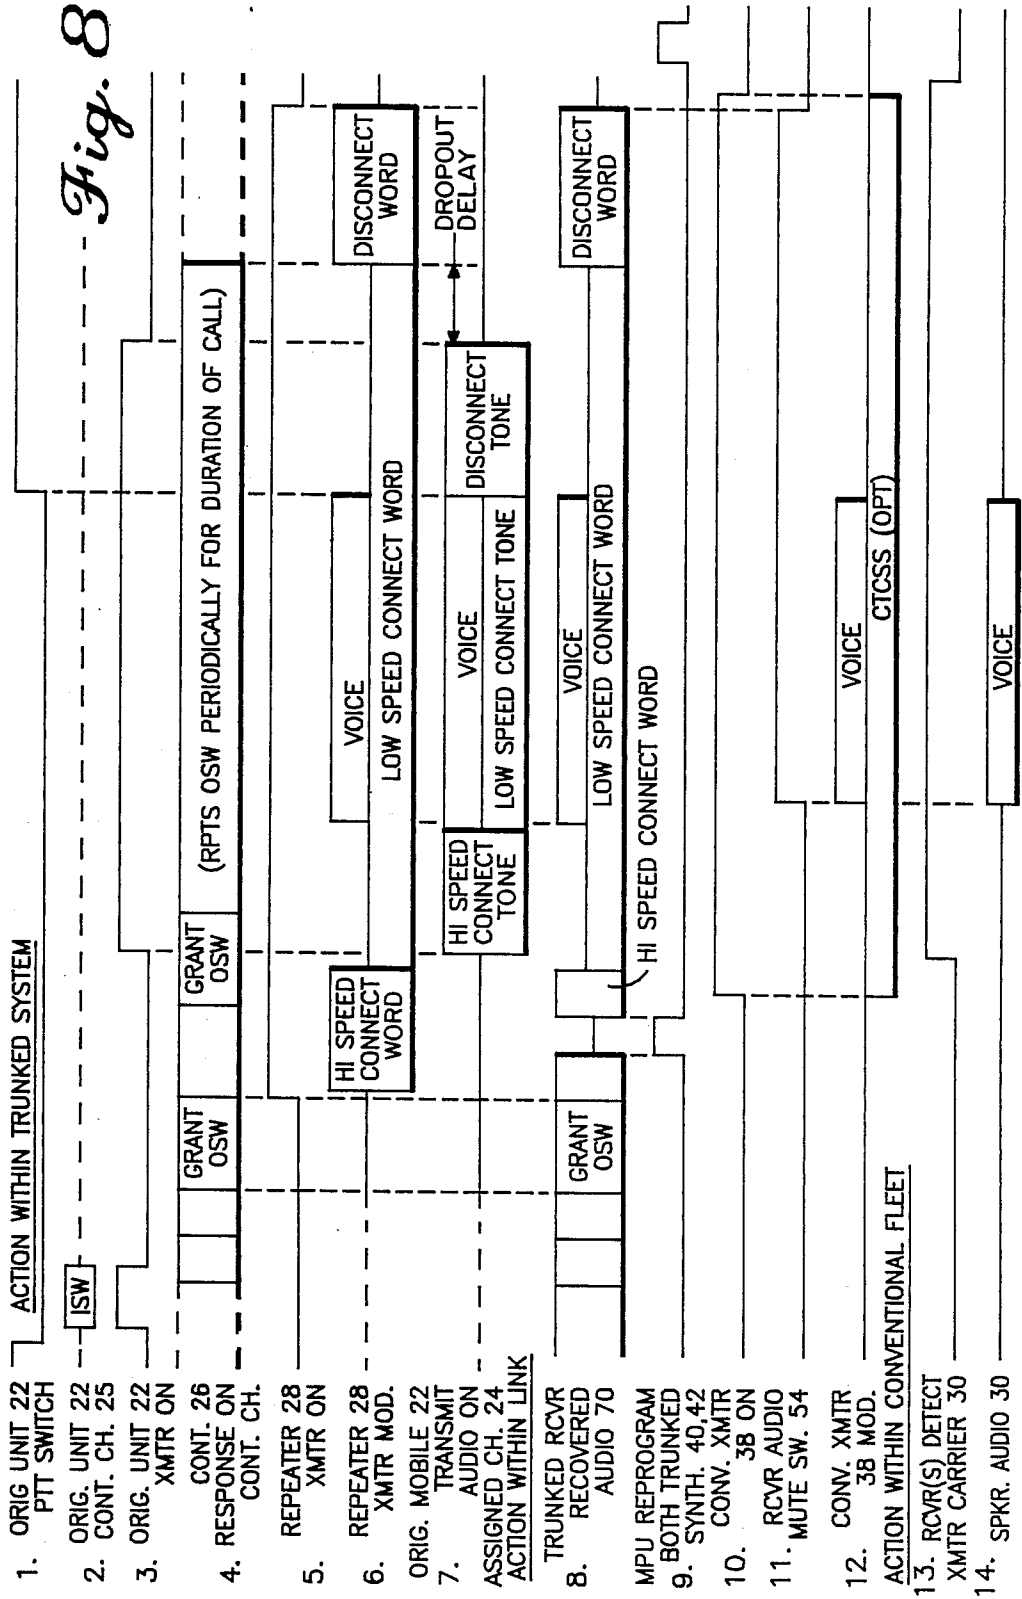 Fig. 8
ACTION WITHIN TRUNKED SYSTEM
1. ORIG UNIT 22
PTT SWITCH
2. ORIG. UNIT 22
CONT. CH. 25
ISW
3. ORIG. UNIT 22
XMTR ON
4. CONT. 26
RESPONSE ON
CONT. CH.
GRANT
OSW
GRANT
OSW
(RPTS OSW PERIODICALLY FOR DURATION OF CALL)
5. REPEATER 28
XMTR ON
6. REPEATER 28
XMTR MOD.
HI SPEED
CONNECT
WORD
VOICE
LOW SPEED CONNECT WORD
DISCONNECT
WORD
7. ORIG. MOBILE 22
TRANSMIT
AUDIO ON
ASSIGNED CH. 24
HI SPEED
CONNECT
TONE
VOICE
LOW SPEED CONNECT TONE
DISCONNECT
TONE
DROPOUT
DELAY
ACTION WITHIN LINK
8. TRUNKED RCVR
RECOVERED
AUDIO 70
GRANT
OSW
HI SPEED CONNECT WORD
VOICE
LOW SPEED CONNECT WORD
DISCONNECT
WORD
MPU REPROGRAM
9. BOTH TRUNKED
SYNTH. 40,42
10. CONV. XMTR
38 ON
11. RCVR AUDIO
MUTE SW. 54
12. CONV. XMTR
38 MOD.
VOICE
CTCSS (OPT)
ACTION WITHIN CONVENTIONAL FLEET
13. RCVR(S) DETECT
XMTR CARRIER 30
14. SPKR. AUDIO 30
VOICE